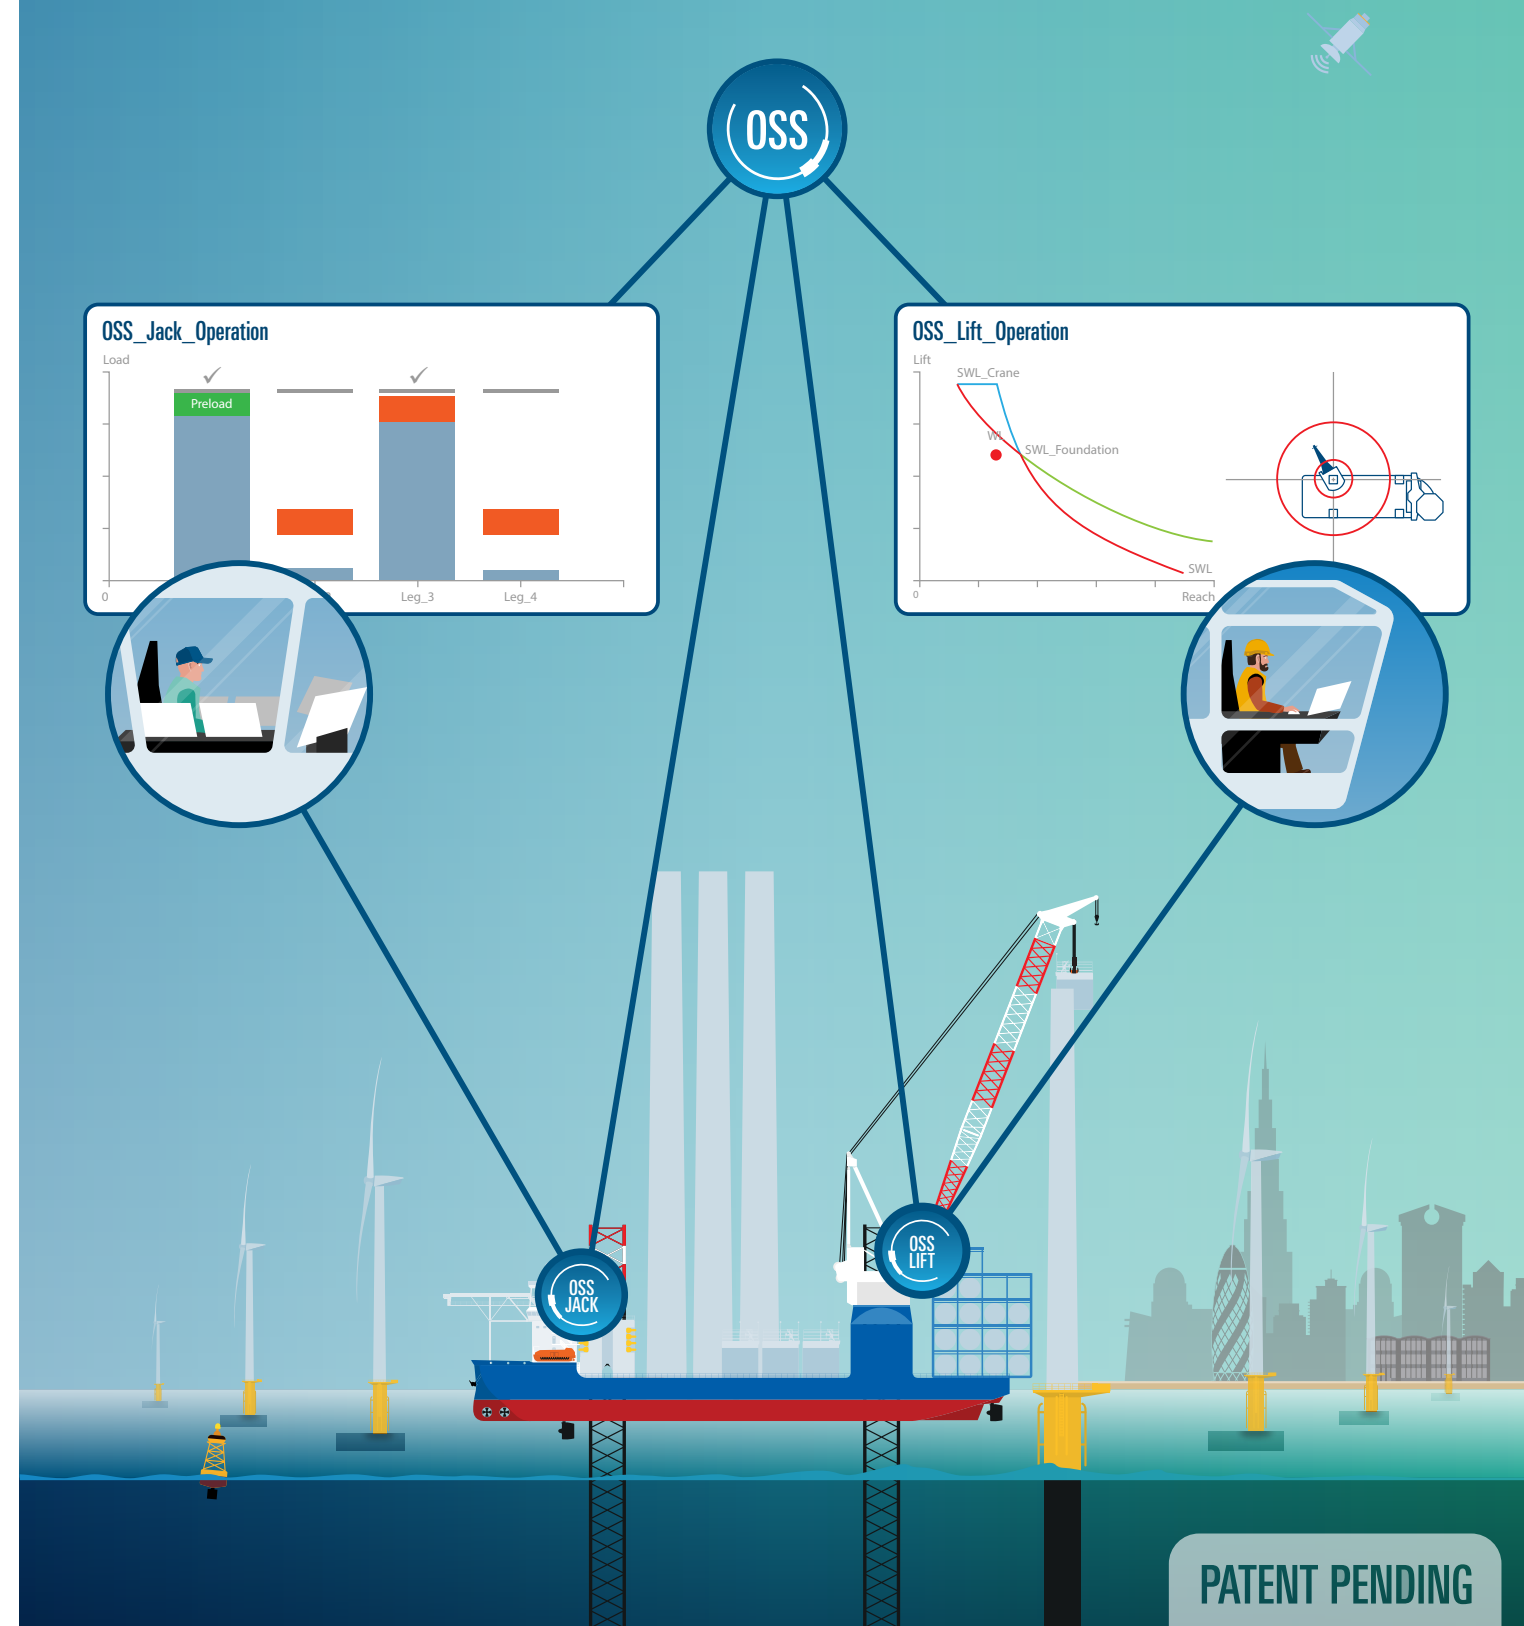 OSS
OSS_Jack_Operation
Load
Preload
0
Leg_3
Leg_4
OSS_Lift_Operation
Lift
SWL_Crane
SWL_Foundation
SWL
0
Reach
OSS
JACK
OSS
LIFT
PATENT PENDING